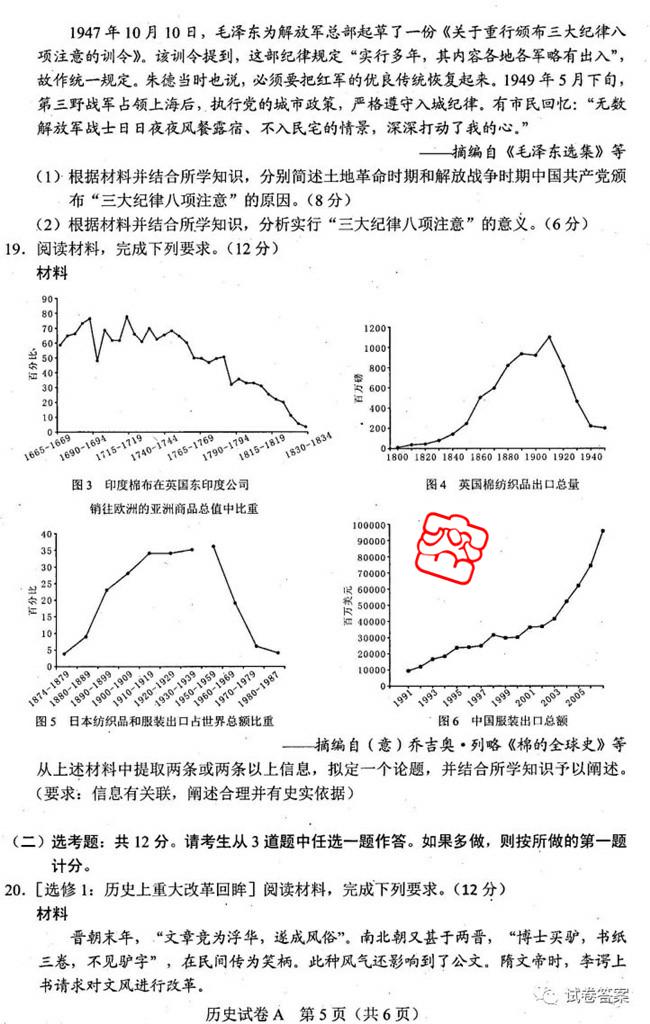 1947年10月10日，毛泽东为解放军总部起草了一份《关于重行颁布三大纪律八
项注意的训令》。该训令提到，这部纪律规定“实行多年，其内容各地各军略有出入”，
故作统一规定。朱德当时也说，必须要把红军的优良传统恢复起来。1949年5月下旬，
第三野战军占领上海后，执行党的城市政策，严格遵守入城纪律。有市民回忆：“无数
解放军战士日日夜夜风餐露宿、不入民宅的情景，深深打动了我的心。”
——摘编自《毛泽东选集》等
（1）根据材料并结合所学知识，分别简述土地革命时期和解放战争时期中国共产党颁
布“三大纪律八项注意”的原因。（8分）
（2）根据材料并结合所学知识，分析实行“三大纪律八项注意”的意义。（6分）
19．阅读材料，完成下列要求。（12分）
材料
90
80
70
60
50
40
30
20
10
0
百分比
1665-1669
1690-1694
1715-1719
1740-1744
1765-1769
1790-1794
1815-1819
1830-1834
图3 印度棉布在英国东印度公司
销往欧洲的亚洲商品总值中比重
1200
1000
800
600
400
200
0
百万磅
1800 1820 1840 1860 1880 1900 1920 1940
图4 英国棉纺织品出口总量
40
35
30
25
20
15
10
5
0
百分比
1874-1879
1880-1889
1890-1899
1900-1909
1910-1919
1920-1929
1930-1939
1950-1959
1960-1969
1970-1979
1980-1987
图5 日本纺织品和服装出口占世界总额比重
100000
90000
80000
70000
60000
50000
40000
30000
20000
10000
0
百万美元
1991
1993
1995
1997
1999
2001
2003
2005
图6 中国服装出口总额
——摘编自（意）乔吉奥·列略《棉的全球史》等
从上述材料中提取两条或两条以上信息，拟定一个论题，并结合所学知识予以阐述。
（要求：信息有关联，阐述合理并有史实依据）
（二）选考题：共12分。请考生从3道题中任选一题作答。如果多做，则按所做的第一题
计分。
20．［选修1：历史上重大改革回眸］阅读材料，完成下列要求。（12分）
材料
晋朝末年，“文章竞为浮华，遂成风俗”。南北朝又甚于两晋，“博士买驴，书纸
三卷，不见驴字”，在民间传为笑柄。此种风气还影响到了公文。隋文帝时，李谔上
书请求对文风进行改革。
历史试卷A 第5页（共6页）
试卷答案